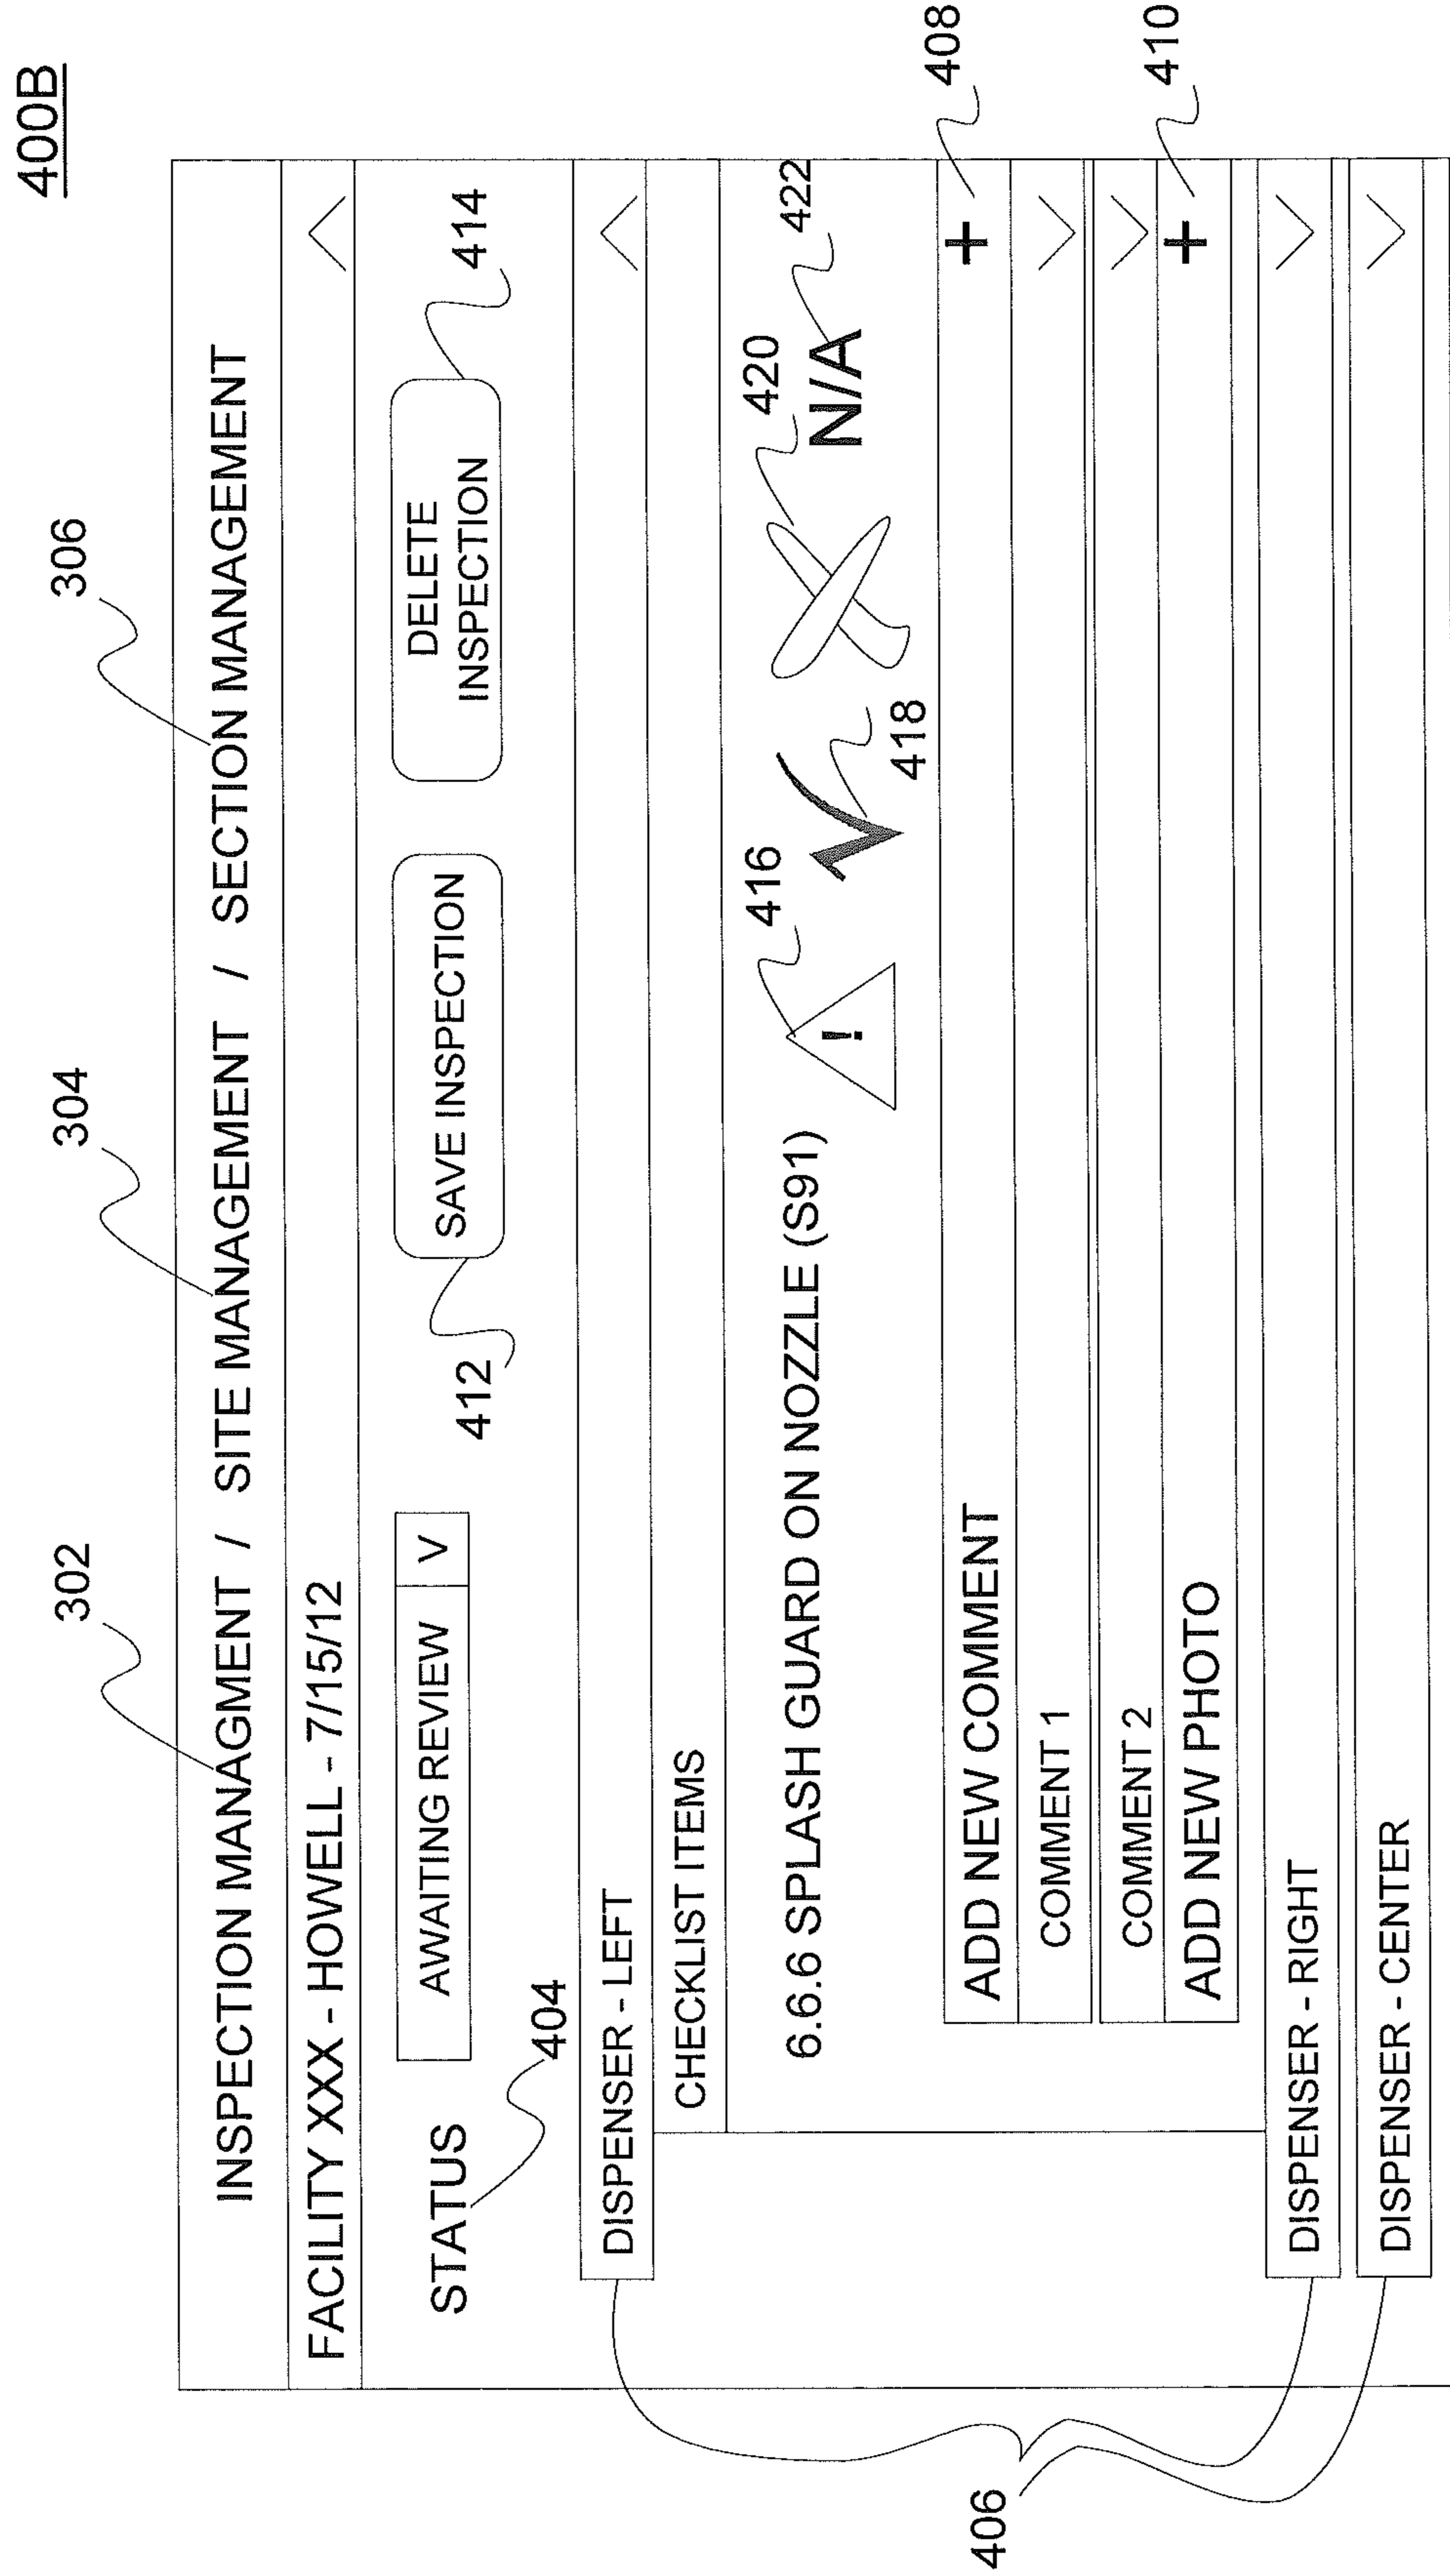 400B
302
304
306
INSPECTION MANAGMENT / SITE MANAGEMENT / SECTION MANAGEMENT
FACILITY XXX - HOWELL - 7/15/12
STATUS
AWAITING REVIEW V
SAVE INSPECTION
DELETE
INSPECTION
404
412
414
DISPENSER - LEFT
CHECKLIST ITEMS
416
420
422
6.6.6 SPLASH GUARD ON NOZZLE (S91)
!
N/A
418
ADD NEW COMMENT +
408
COMMENT 1
COMMENT 2
ADD NEW PHOTO +
410
DISPENSER - RIGHT
DISPENSER - CENTER
406